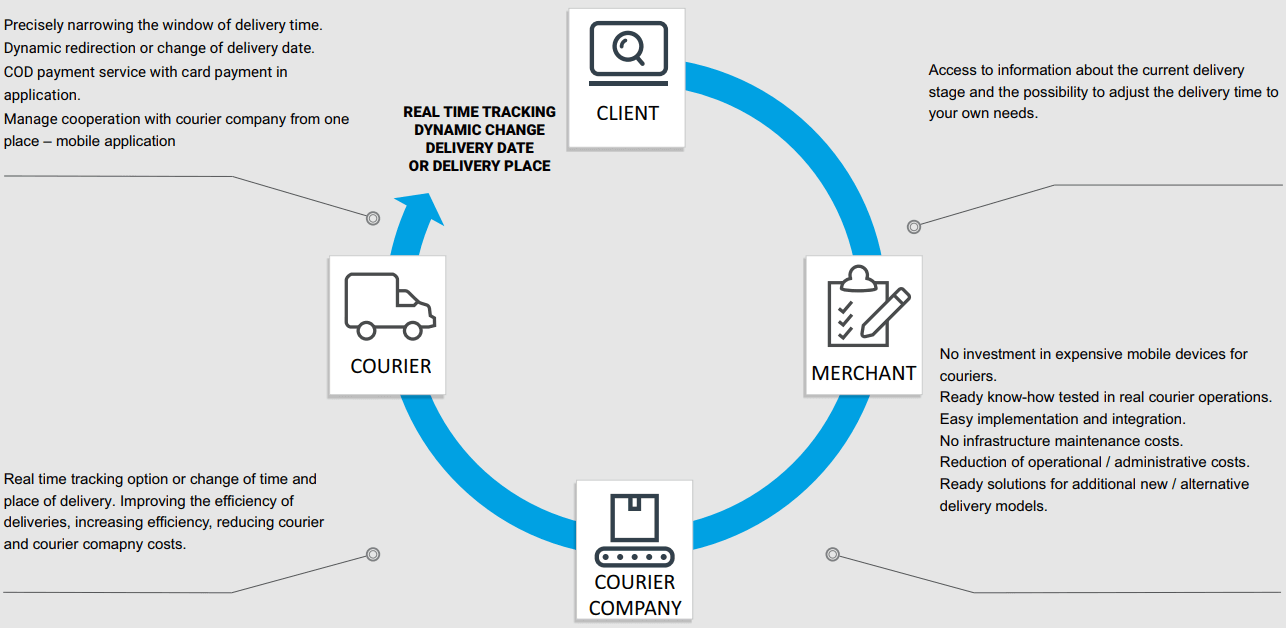 Precisely narrowing the window of delivery time.
Dynamic redirection or change of delivery date.
COD payment service with card payment in
application.
Manage cooperation with courier company from one
place – mobile application
REAL TIME TRACKING
DYNAMIC CHANGE
DELIVERY DATE
OR DELIVERY PLACE
CLIENT
Access to information about the current delivery
stage and the possibility to adjust the delivery time to
your own needs.
COURIER
MERCHANT
No investment in expensive mobile devices for
couriers.
Ready know-how tested in real courier operations.
Easy implementation and integration.
No infrastructure maintenance costs.
Reduction of operational / administrative costs.
Ready solutions for additional new / alternative
delivery models.
Real time tracking option or change of time and
place of delivery. Improving the efficiency of
deliveries, increasing efficiency, reducing courier
and courier comapny costs.
COURIER
COMPANY